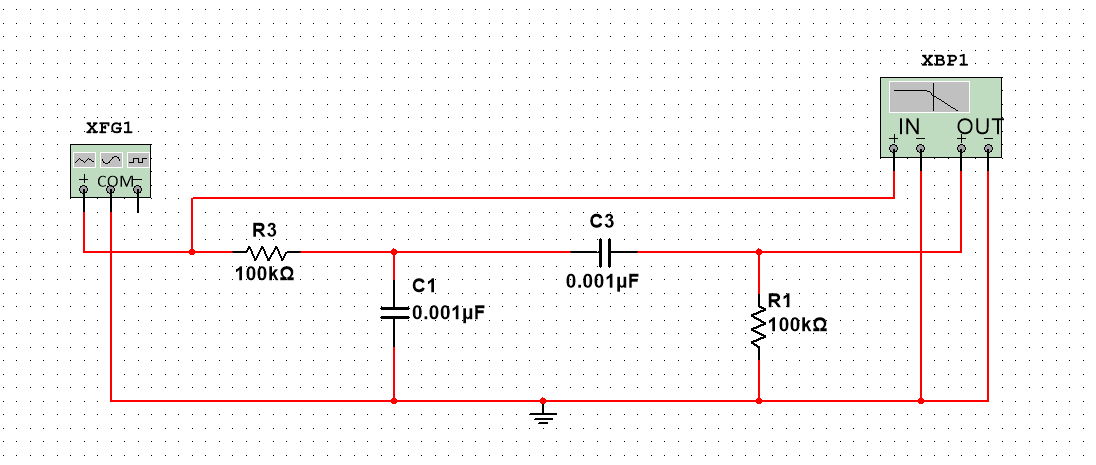 XBP1
XFG1
IN OUT
+ − + −
+ COM −
R3
100kΩ
C3
0.001µF
C1
0.001µF
R1
100kΩ